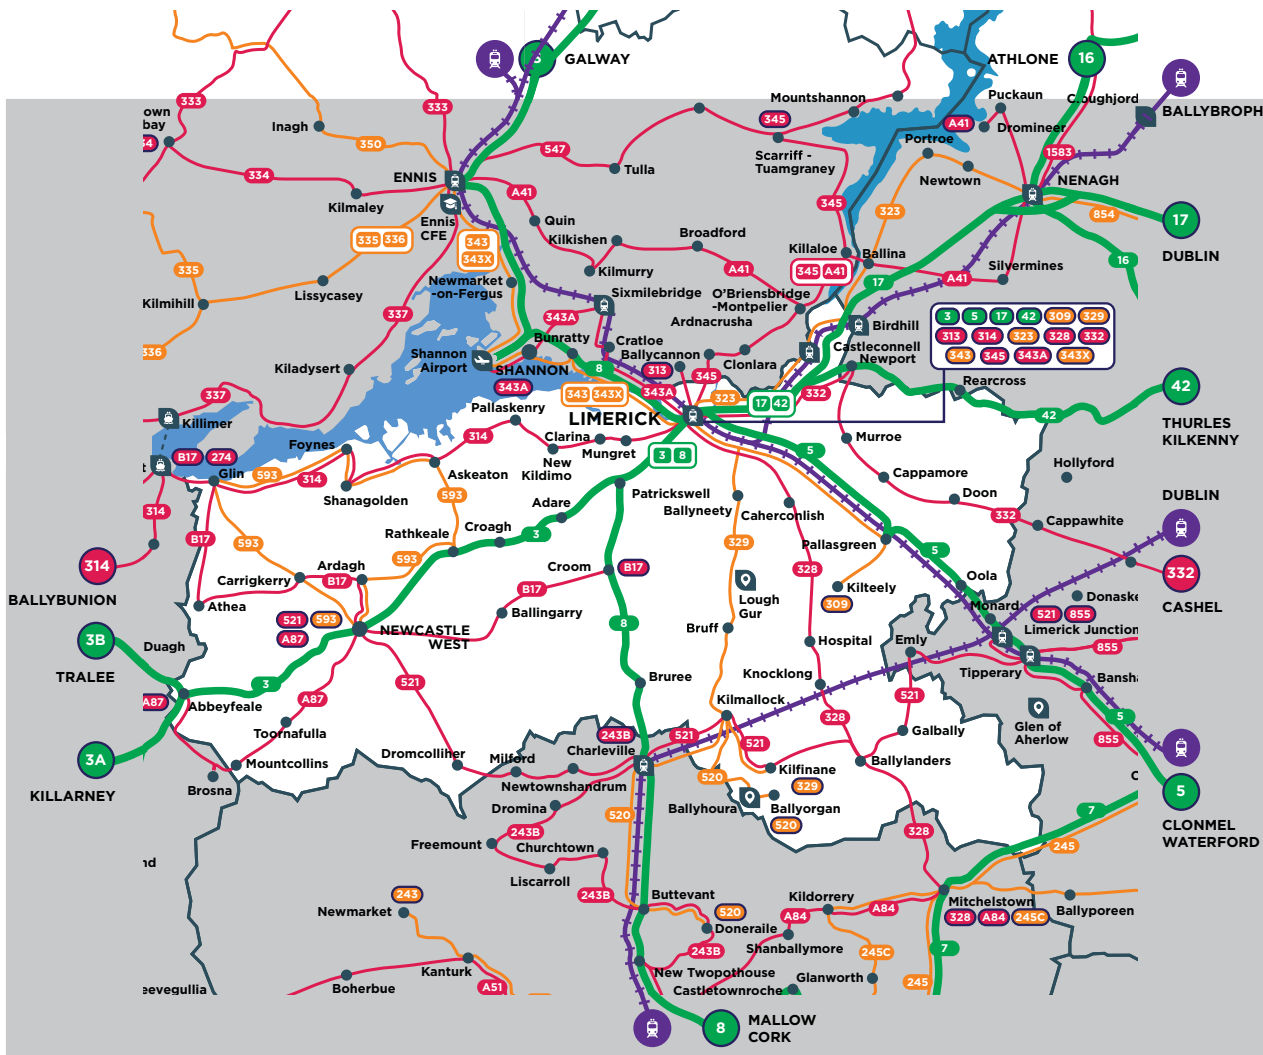 GALWAY
ATHLONE
16
Puckaun
BALLYBROPH
Mountshannon
333
own
bay
333
345
A41
Dromineer
Inagh
350
Portroe
Scarriff -
Tuamgraney
1583
547
334
ENNIS
Tulla
Newtown
NENAGH
Kilmaley
A41
345
323
854
17
DUBLIN
Ennis
CFE
Quin
335 336
343
343X
Kilkishen
Broadford
Killaloe
Ballina
16
335
Kilmurry
A41
345 A41
A41
Silvermines
17
Lissycasey
Newmarket
-on-Fergus
Sixmilebridge
O'Briensbridge
-Montpelier
Kilmihill
337
343A
Ardnacrusha
Birdhill
3 5 17 42 309 329
313 314 323 328 332
343 345 343A 343X
336
Bunratty
Cratloe
Ballycannon
Castleconnell
Newport
Shannon
Airport
SHANNON
Clonlara
Kiladysert
8
313
345
Rearcross
42
343A
343 343X
343A
323
17 42
332
337
Pallaskenry
LIMERICK
42
THURLES
KILKENNY
Killimer
314
Clarina
Mungret
Murroe
Foynes
3 8
5
B17 274
New
Kildimo
Hollyford
Glin
593
314
Askeaton
Cappamore
Shanagolden
593
Patrickswell
Ballyneety
Doon
DUBLIN
314
Adare
Caherconlish
332
Cappawhite
B17
593
Rathkeale
Croagh
3
329
Pallasgreen
5
314
593
Ardagh
Croom
B17
328
332
BALLYBUNION
Carrigkerry
B17
B17
Lough
Gur
Kilteely
Oola
CASHEL
Athea
Ballingarry
309
Monard
Donaske
521 593
8
521 855
3B
A87
NEWCASTLE
WEST
Bruff
Hospital
Emly
Limerick Junction
Duagh
855
TRALEE
Tipperary
3
521
Bruree
Knocklong
Bansha
A87
A87
521
Abbeyfeale
Kilmallock
328
5
Toornafulla
243B
521
521
Galbally
Glen of
Aherlow
855
3A
Dromcolliher
Charleville
Milford
Mountcollins
520
Kilfinane
Ballylanders
KILLARNEY
Brosna
Newtownshandrum
329
5
Dromina
Ballyhoura
Ballyorgan
CLONMEL
WATERFORD
520
520
7
243B
328
Freemount
Churchtown
245
Liscarroll
243
243B
Buttevant
Kildorrery
Mitchelstown
Newmarket
520
A84
A84
328 A84 245C
Ballyporeen
Doneraile
243B
Shanballymore
245C
7
Kanturk
New Twopothouse
Glanworth
245
Boherbue
A51
Castletownroche
eevegullia
8
MALLOW
CORK